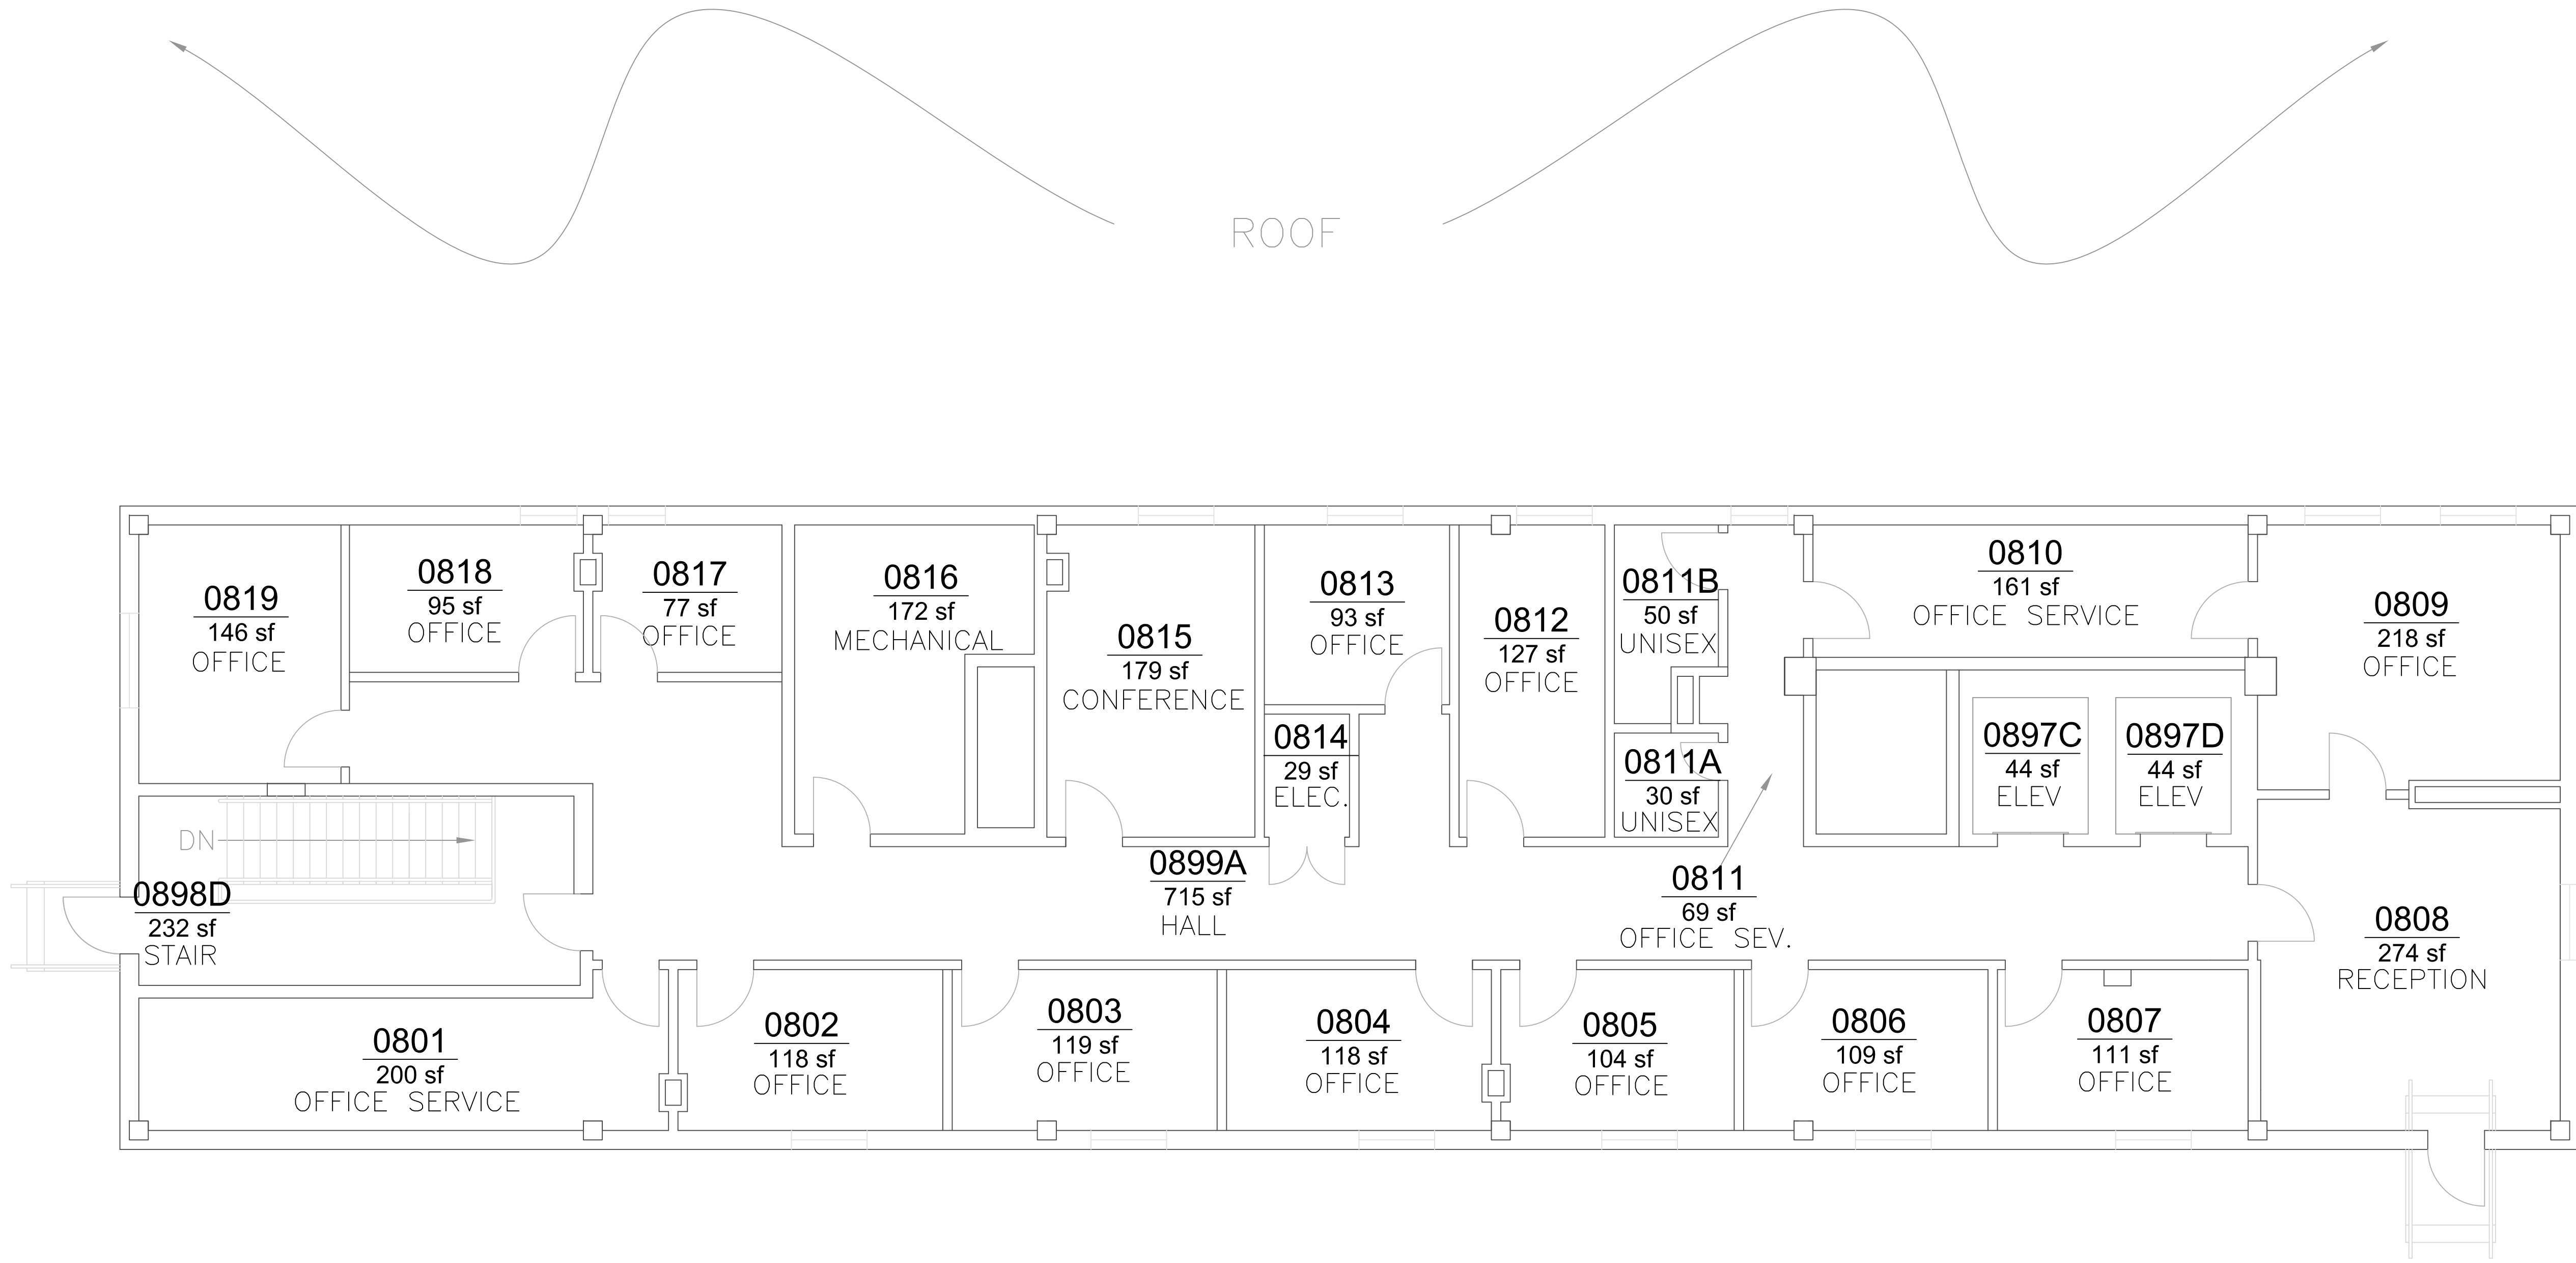 ROOF
0819
146 sf
OFFICE
0818
95 sf
OFFICE
0817
77 sf
OFFICE
0816
172 sf
MECHANICAL
0815
179 sf
CONFERENCE
0813
93 sf
OFFICE
0814
29 sf
ELEC.
0812
127 sf
OFFICE
0811B
50 sf
UNISEX
0811A
30 sf
UNISEX
0810
161 sf
OFFICE SERVICE
0809
218 sf
OFFICE
0897C
44 sf
ELEV
0897D
44 sf
ELEV
DN
0898D
232 sf
STAIR
0899A
715 sf
HALL
0811
69 sf
OFFICE SEV.
0808
274 sf
RECEPTION
0801
200 sf
OFFICE SERVICE
0802
118 sf
OFFICE
0803
119 sf
OFFICE
0804
118 sf
OFFICE
0805
104 sf
OFFICE
0806
109 sf
OFFICE
0807
111 sf
OFFICE